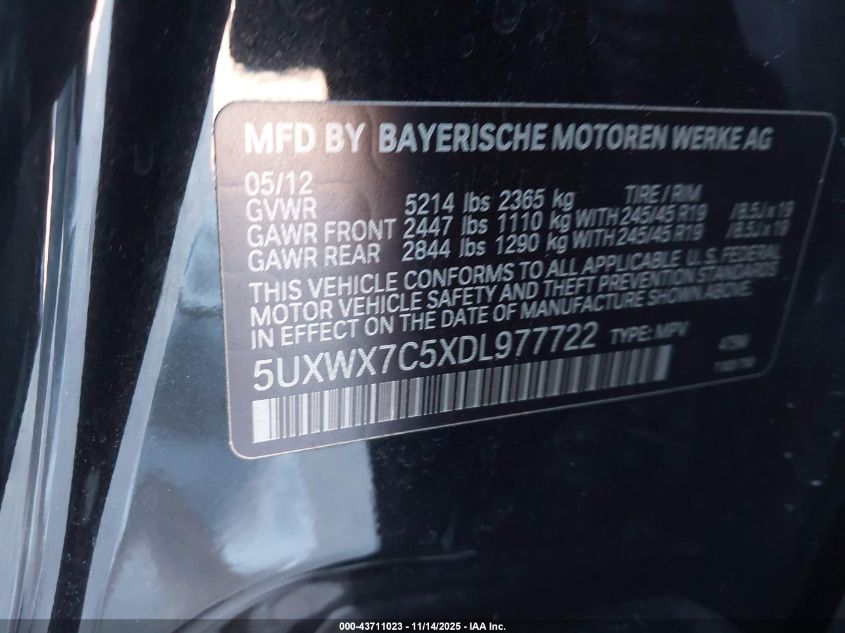 MFD BY BAYERISCHE MOTOREN WERKE AG
05/12 TIRE / RIM
GVWR 5214 lbs 2365 kg
GAWR FRONT 2447 lbs 1110 kg WITH 245/45 R19 /8.5J x 19
GAWR REAR 2844 lbs 1290 kg WITH 245/45 R19 /8.5J x 19
THIS VEHICLE CONFORMS TO ALL APPLICABLE U.S. FEDERAL
MOTOR VEHICLE SAFETY AND THEFT PREVENTION STANDARDS
IN EFFECT ON THE DATE OF MANUFACTURE SHOWN ABOVE.
5UXWX7C5XDL977722 TYPE: MPV
000-43711023 - 11/14/2025 - IAA Inc.